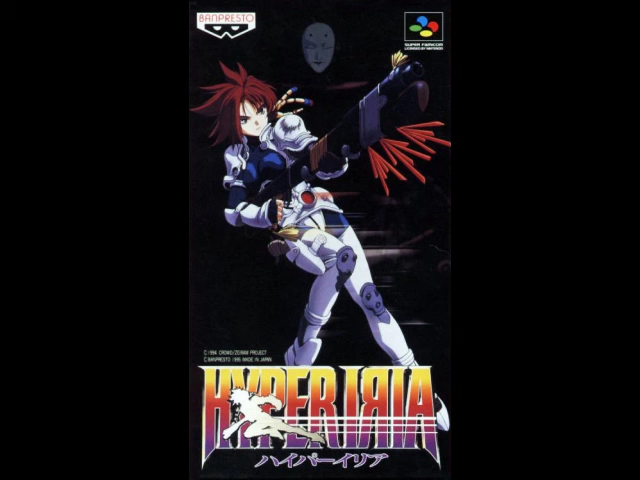 BANPRESTO
SUPER FAMICOM
LICENSED BY NINTENDO
© 1994 CROWD/ZEIRAM PROJECT
© BANPRESTO 1995 MADE IN JAPAN
HYPER IЯIA
ハイパーイリア